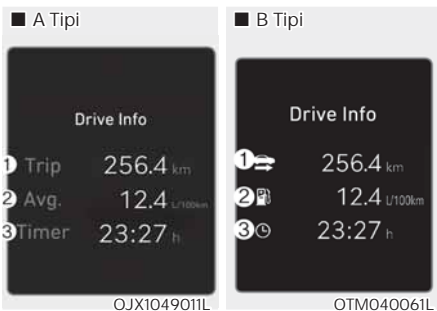 ■ A Tipi
Drive Info
1 Trip 256.4 km
2 Avg. 12.4 L/100km
3 Timer 23:27 h
OJX1049011L
■ B Tipi
Drive Info
1 256.4 km
2 12.4 L/100km
3 23:27 h
OTM040061L